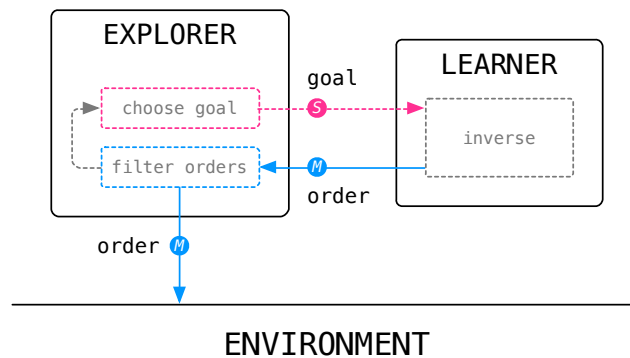 EXPLORER
LEARNER
goal
choose goal
S
inverse
filter orders
M
order
order M
ENVIRONMENT